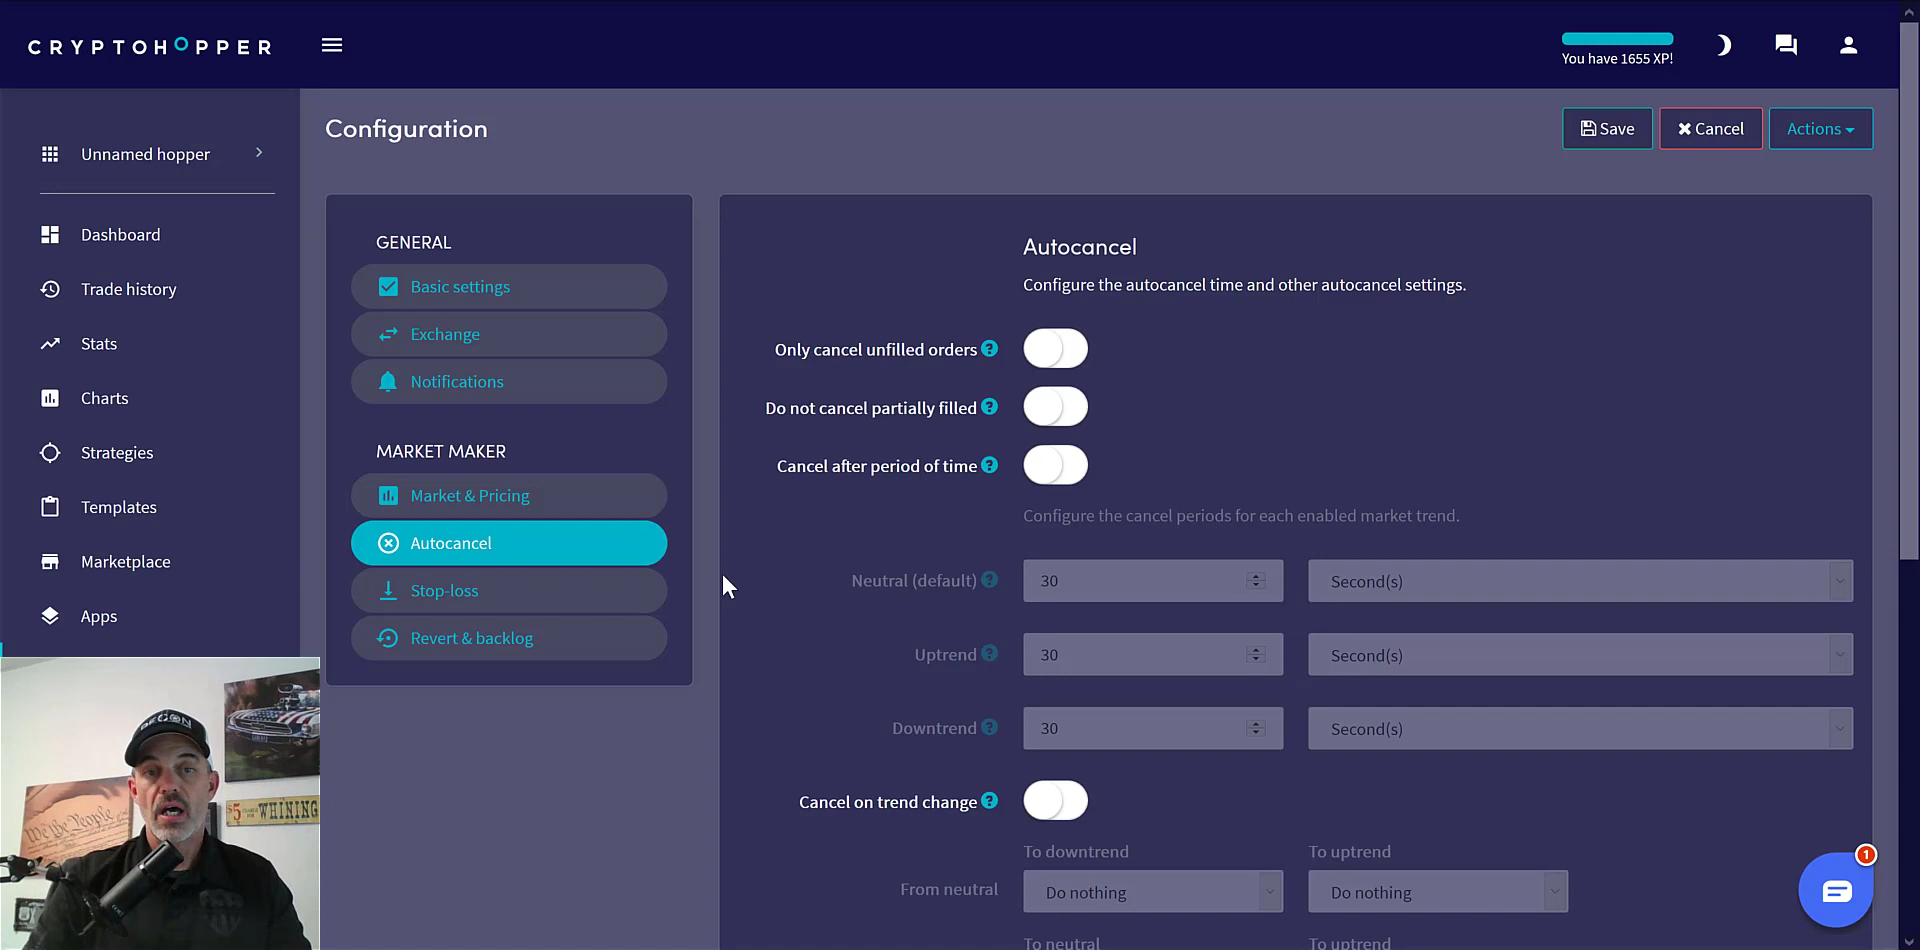 CRYPTOHOPPER
You have 1655 XP!
Configuration
Save
Cancel
Actions
Unnamed hopper
Dashboard
Trade history
Stats
Charts
Strategies
Templates
Marketplace
Apps
GENERAL
Basic settings
Exchange
Notifications
MARKET MAKER
Market & Pricing
Autocancel
Stop-loss
Revert & backlog
Autocancel
Configure the autocancel time and other autocancel settings.
Only cancel unfilled orders ?
Do not cancel partially filled ?
Cancel after period of time ?
Configure the cancel periods for each enabled market trend.
Neutral (default) ? 30 Second(s)
Uptrend ? 30 Second(s)
Downtrend ? 30 Second(s)
Cancel on trend change ?
To downtrend To uptrend
From neutral Do nothing Do nothing
To neutral To uptrend
1
We the People
$5 WHINING